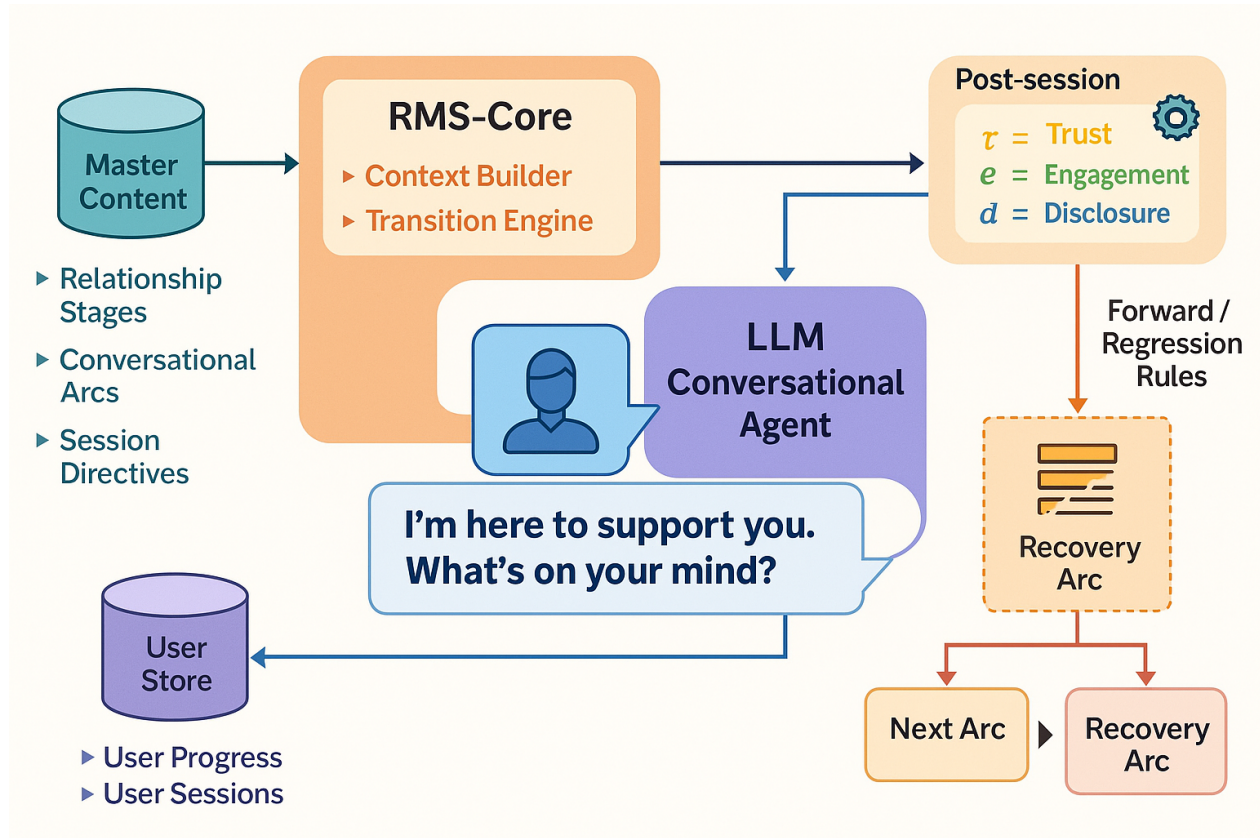 Master
Content
Relationship
Stages
Conversational
Arcs
Session
Directives
RMS-Core
Context Builder
Transition Engine
Post-session
τ = Trust
e = Engagement
d = Disclosure
LLM
Conversational
Agent
Forward /
Regression
Rules
I'm here to support you.
What's on your mind?
Recovery
Arc
User
Store
User Progress
User Sessions
Next Arc
Recovery
Arc